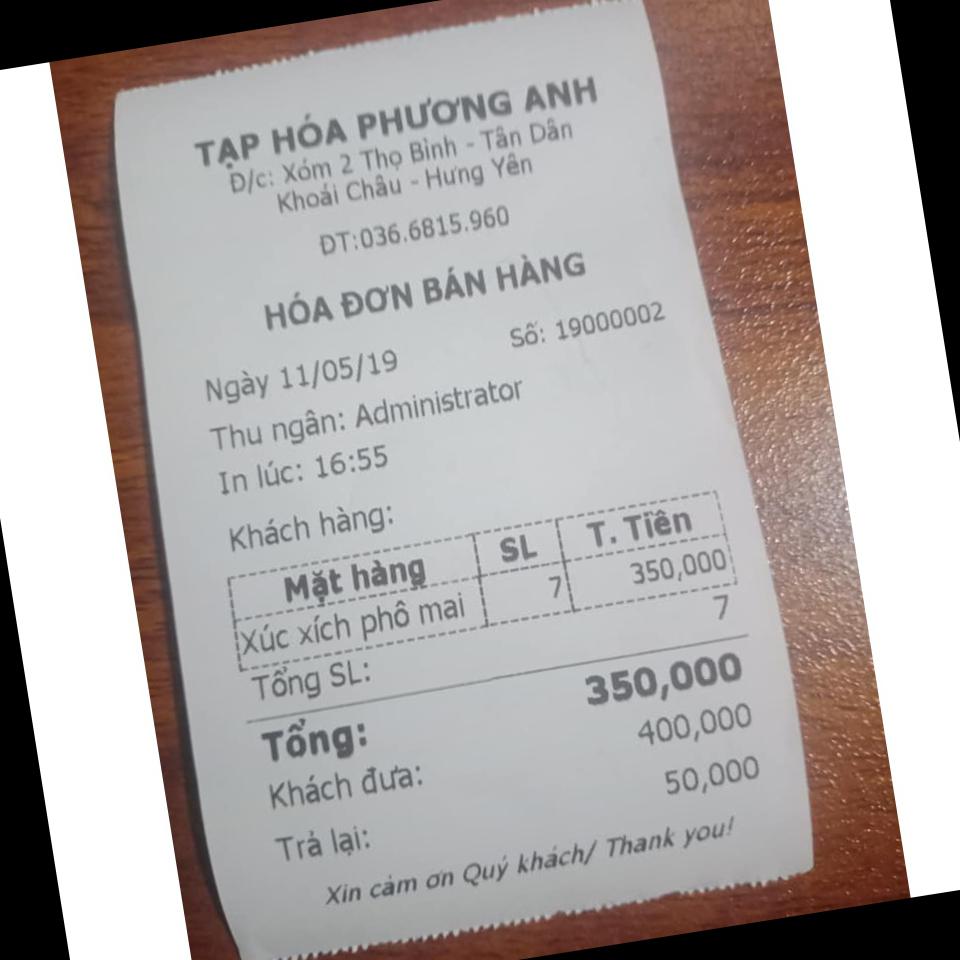 TẠP HÓA PHƯƠNG ANH
Đ/c: Xóm 2 Thọ Bình - Tân Dân
Khoái Châu - Hưng Yên
ĐT:036.6815.960
HÓA ĐƠN BÁN HÀNG
Ngày 11/05/19 Số: 19000002
Thu ngân: Administrator
In lúc: 16:55
Khách hàng:
Mặt hàng SL T. Tiền
Xúc xích phô mai 7 350,000
Tổng SL: 7
Tổng: 350,000
Khách đưa: 400,000
Trả lại: 50,000
Xin cảm ơn Quý khách/ Thank you!